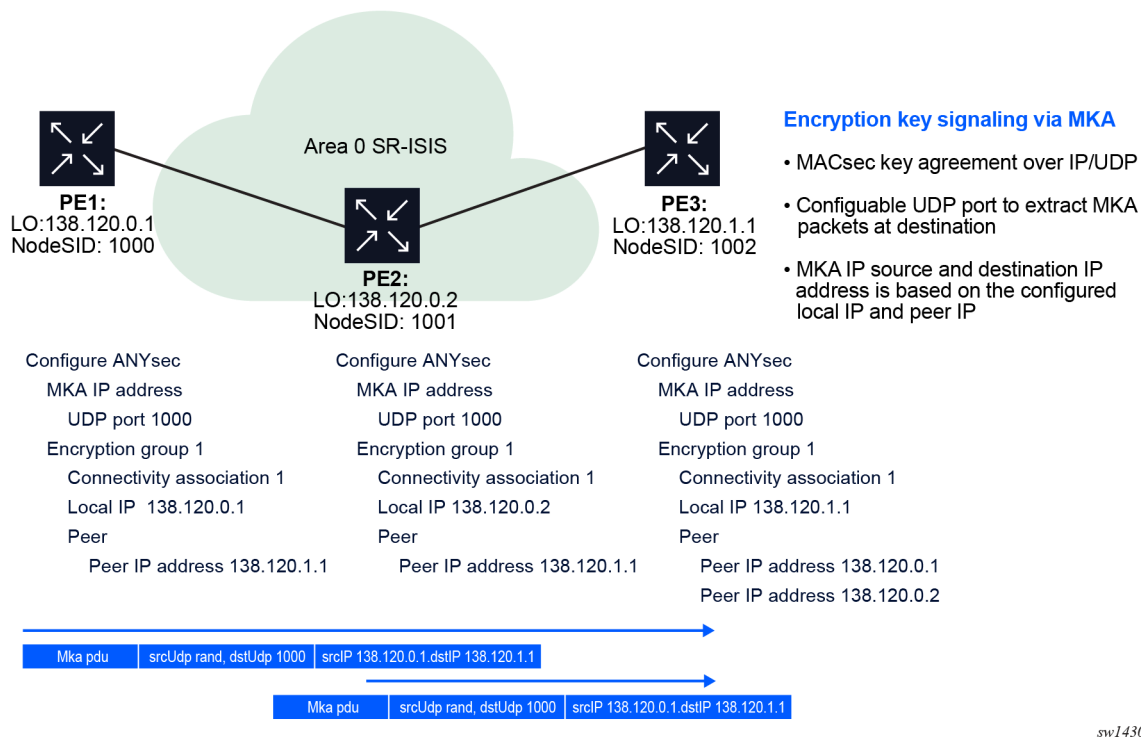 Area 0 SR-ISIS
PE1:
LO:138.120.0.1
NodeSID: 1000
PE2:
LO:138.120.0.2
NodeSID: 1001
PE3:
LO:138.120.1.1
NodeSID: 1002
Encryption key signaling via MKA
• MACsec key agreement over IP/UDP
• Configuable UDP port to extract MKA
packets at destination
• MKA IP source and destination IP
address is based on the configured
local IP and peer IP
Configure ANYsec
MKA IP address
UDP port 1000
Encryption group 1
Connectivity association 1
Local IP 138.120.0.1
Peer
Peer IP address 138.120.1.1
Configure ANYsec
MKA IP address
UDP port 1000
Encryption group 1
Connectivity association 1
Local IP 138.120.0.2
Peer
Peer IP address 138.120.1.1
Configure ANYsec
MKA IP address
UDP port 1000
Encryption group 1
Connectivity association 1
Local IP 138.120.1.1
Peer
Peer IP address 138.120.0.1
Peer IP address 138.120.0.2
Mka pdu srcUdp rand, dstUdp 1000 srcIP 138.120.0.1.dstIP 138.120.1.1
Mka pdu srcUdp rand, dstUdp 1000 srcIP 138.120.0.1.dstIP 138.120.1.1